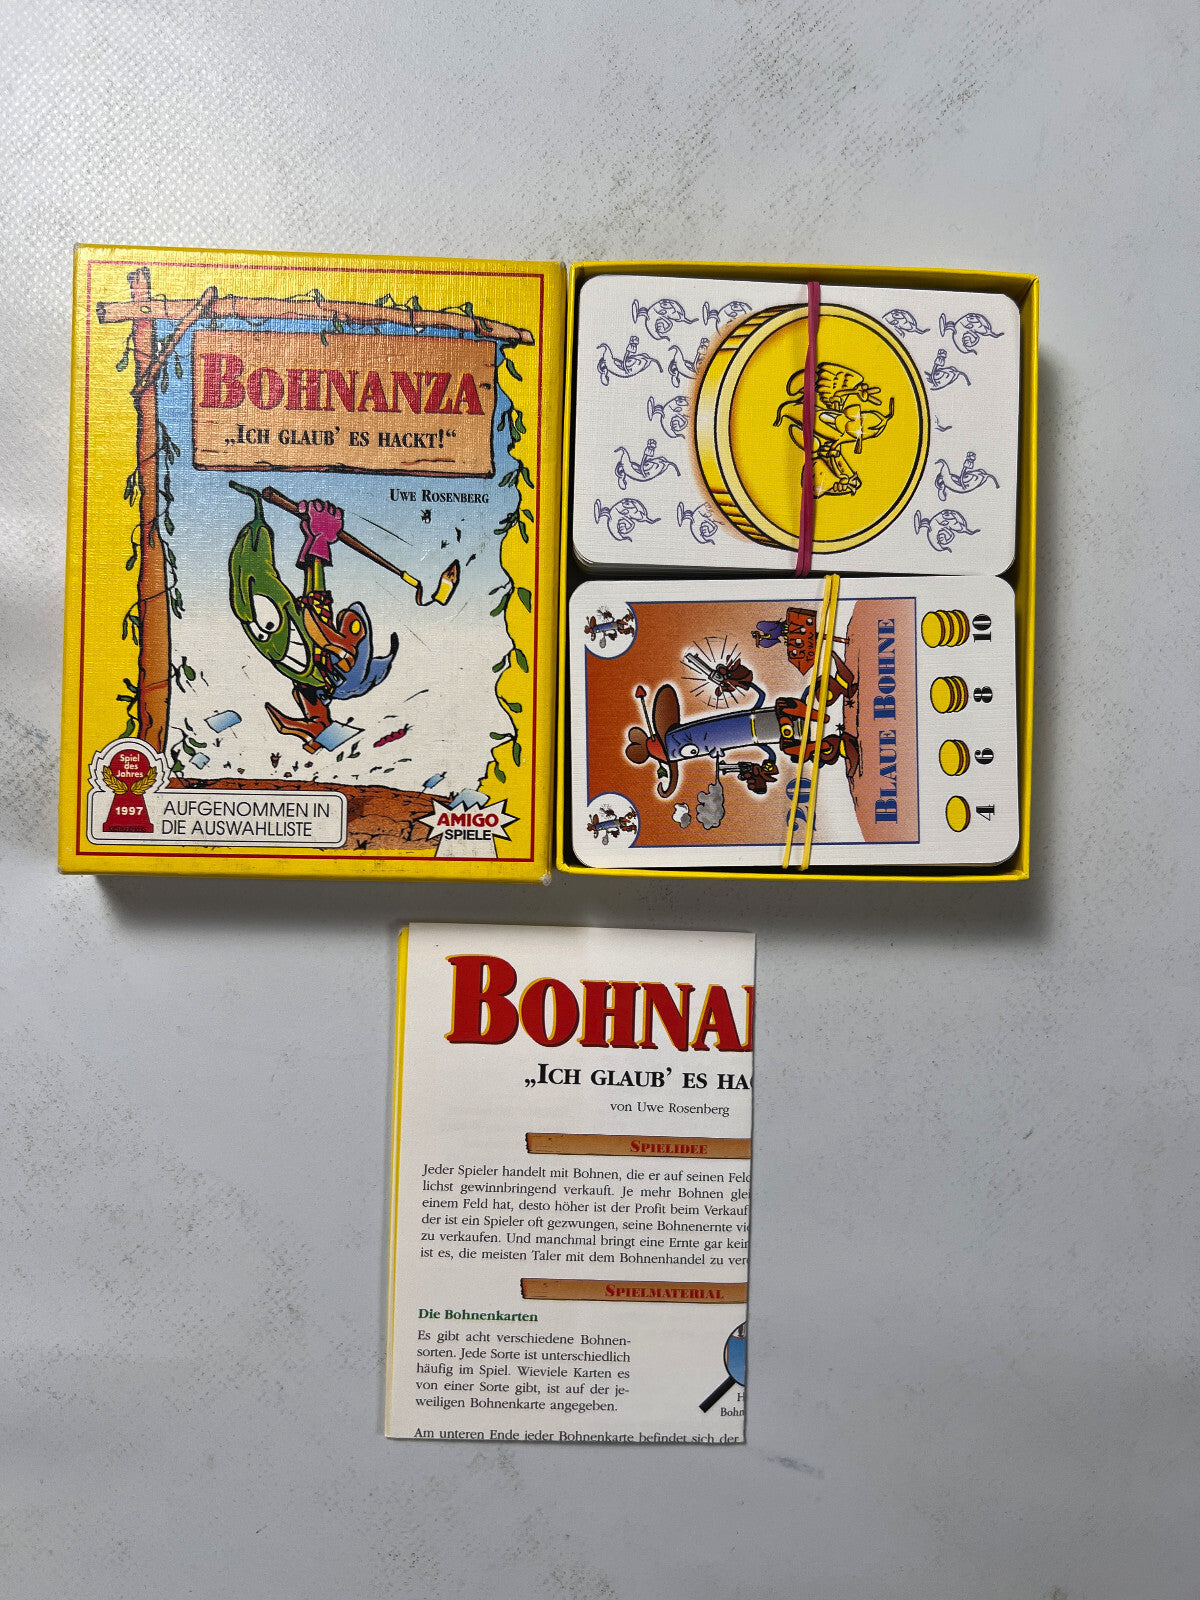 BOHNANZA
„ICH GLAUB' ES HACKT!“
UWE ROSENBERG
Spiel
des
Jahres
1997
AUFGENOMMEN IN
DIE AUSWAHLLISTE
AMIGO
SPIELE
BLAUE BOHNE
20
4 6 8 10
BOHNA
„ICH GLAUB' ES HA
von Uwe Rosenberg
SPIELIDEE
Jeder Spieler handelt mit Bohnen, die er auf seinen Feld
lichst gewinnbringend verkauft. Je mehr Bohnen glei
einem Feld hat, desto höher ist der Profit beim Verkauf
der ist ein Spieler oft gezwungen, seine Bohnenernte vi
zu verkaufen. Und manchmal bringt eine Ernte gar kein
ist es, die meisten Taler mit dem Bohnenhandel zu ver
SPIELMATERIAL
Die Bohnenkarten
Es gibt acht verschiedene Bohnen-
sorten. Jede Sorte ist unterschiedlich
häufig im Spiel. Wieviele Karten es
von einer Sorte gibt, ist auf der je-
weiligen Bohnenkarte angegeben.
H
Bohn
Am unteren Ende jeder Bohnenkarte befindet sich der